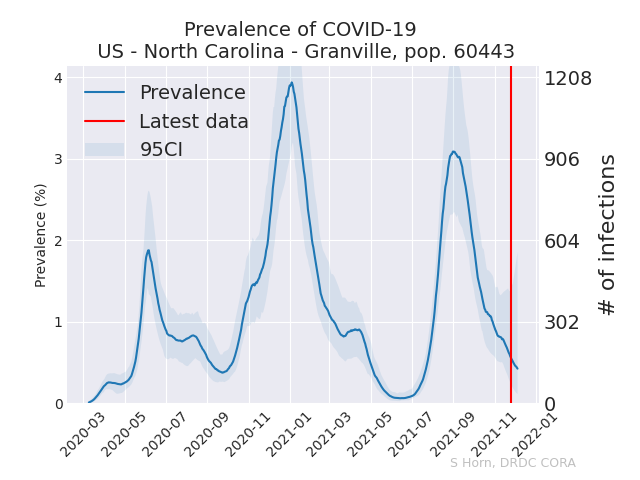 Prevalence of COVID-19
US - North Carolina - Granville, pop. 60443
Prevalence
Latest data
95CI
Prevalence (%)
4
3
2
1
0
1208
906
604
302
0
# of infections
2020-03
2020-05
2020-07
2020-09
2020-11
2021-01
2021-03
2021-05
2021-07
2021-09
2021-11
2022-01
S Horn, DRDC CORA